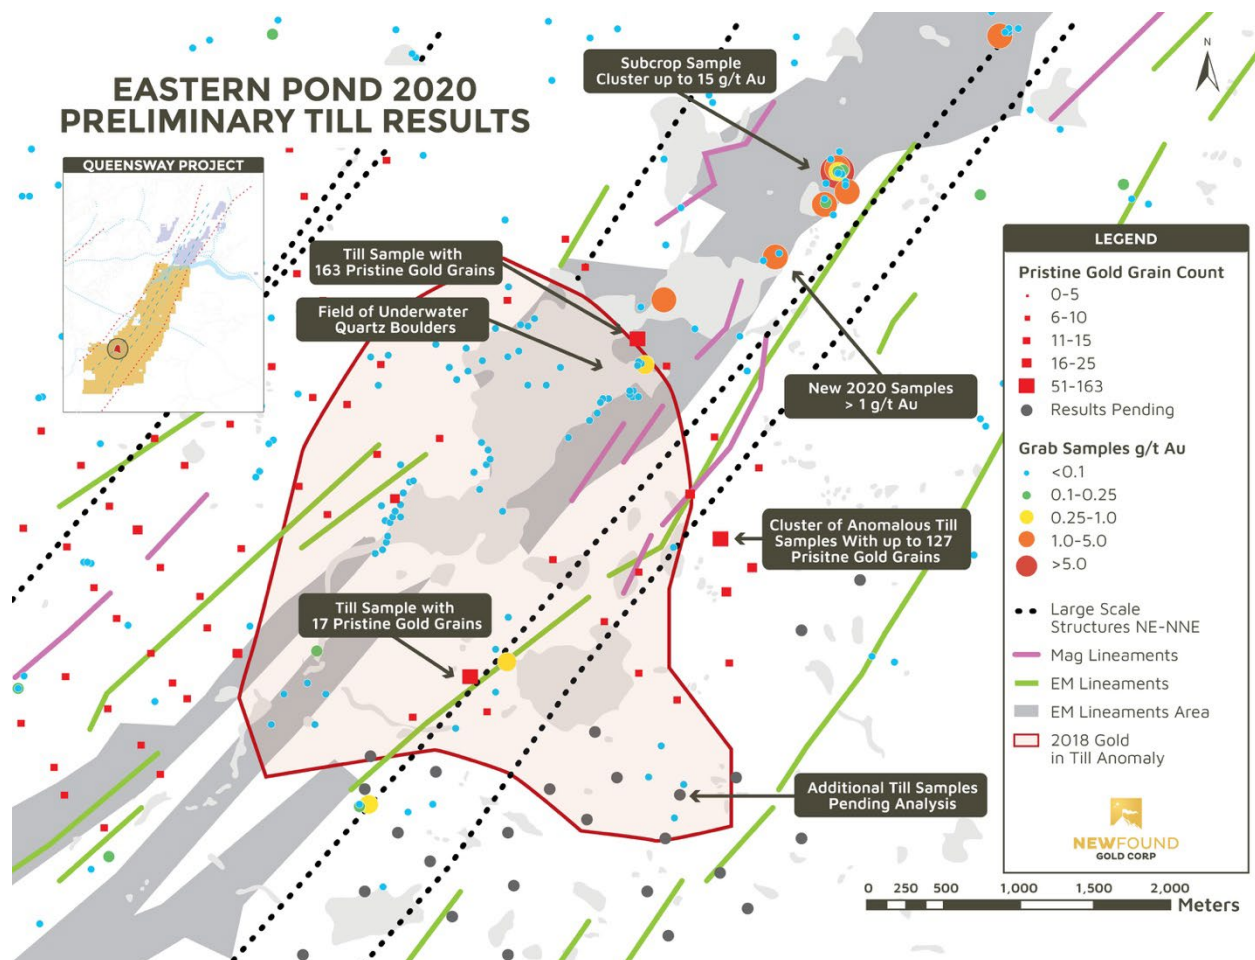 EASTERN POND 2020
PRELIMINARY TILL RESULTS
QUEENSWAY PROJECT
Subcrop Sample
Cluster up to 15 g/t Au
N
Till Sample with
163 Pristine Gold Grains
Field of Underwater
Quartz Boulders
New 2020 Samples
> 1 g/t Au
Cluster of Anomalous Till
Samples With up to 127
Prisitne Gold Grains
Till Sample with
17 Pristine Gold Grains
Additional Till Samples
Pending Analysis
LEGEND
Pristine Gold Grain Count
0-5
6-10
11-15
16-25
51-163
Results Pending
Grab Samples g/t Au
<0.1
0.1-0.25
0.25-1.0
1.0-5.0
>5.0
Large Scale
Structures NE-NNE
Mag Lineaments
EM Lineaments
EM Lineaments Area
2018 Gold
in Till Anomaly
NEWFOUND
GOLD CORP
0 250 500 1,000 1,500 2,000
Meters